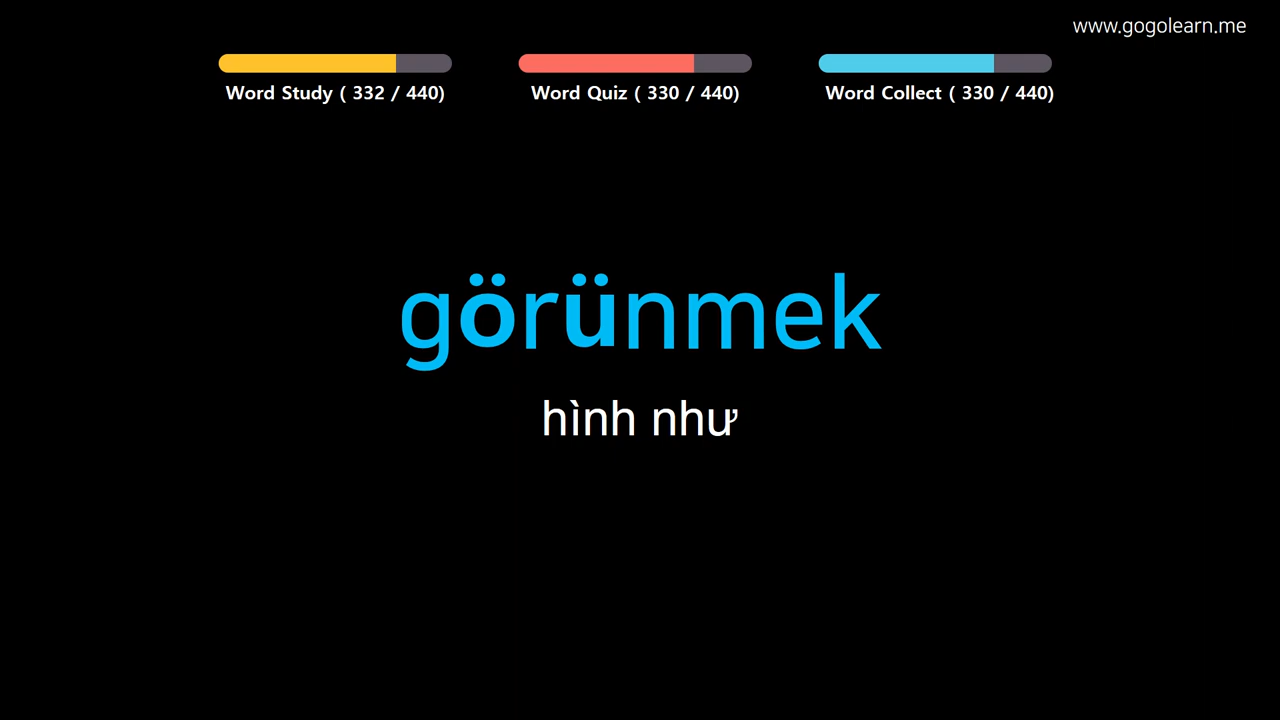 www.gogolearn.me
Word Study ( 332 / 440)
Word Quiz ( 330 / 440)
Word Collect ( 330 / 440)
görünmek
hình như